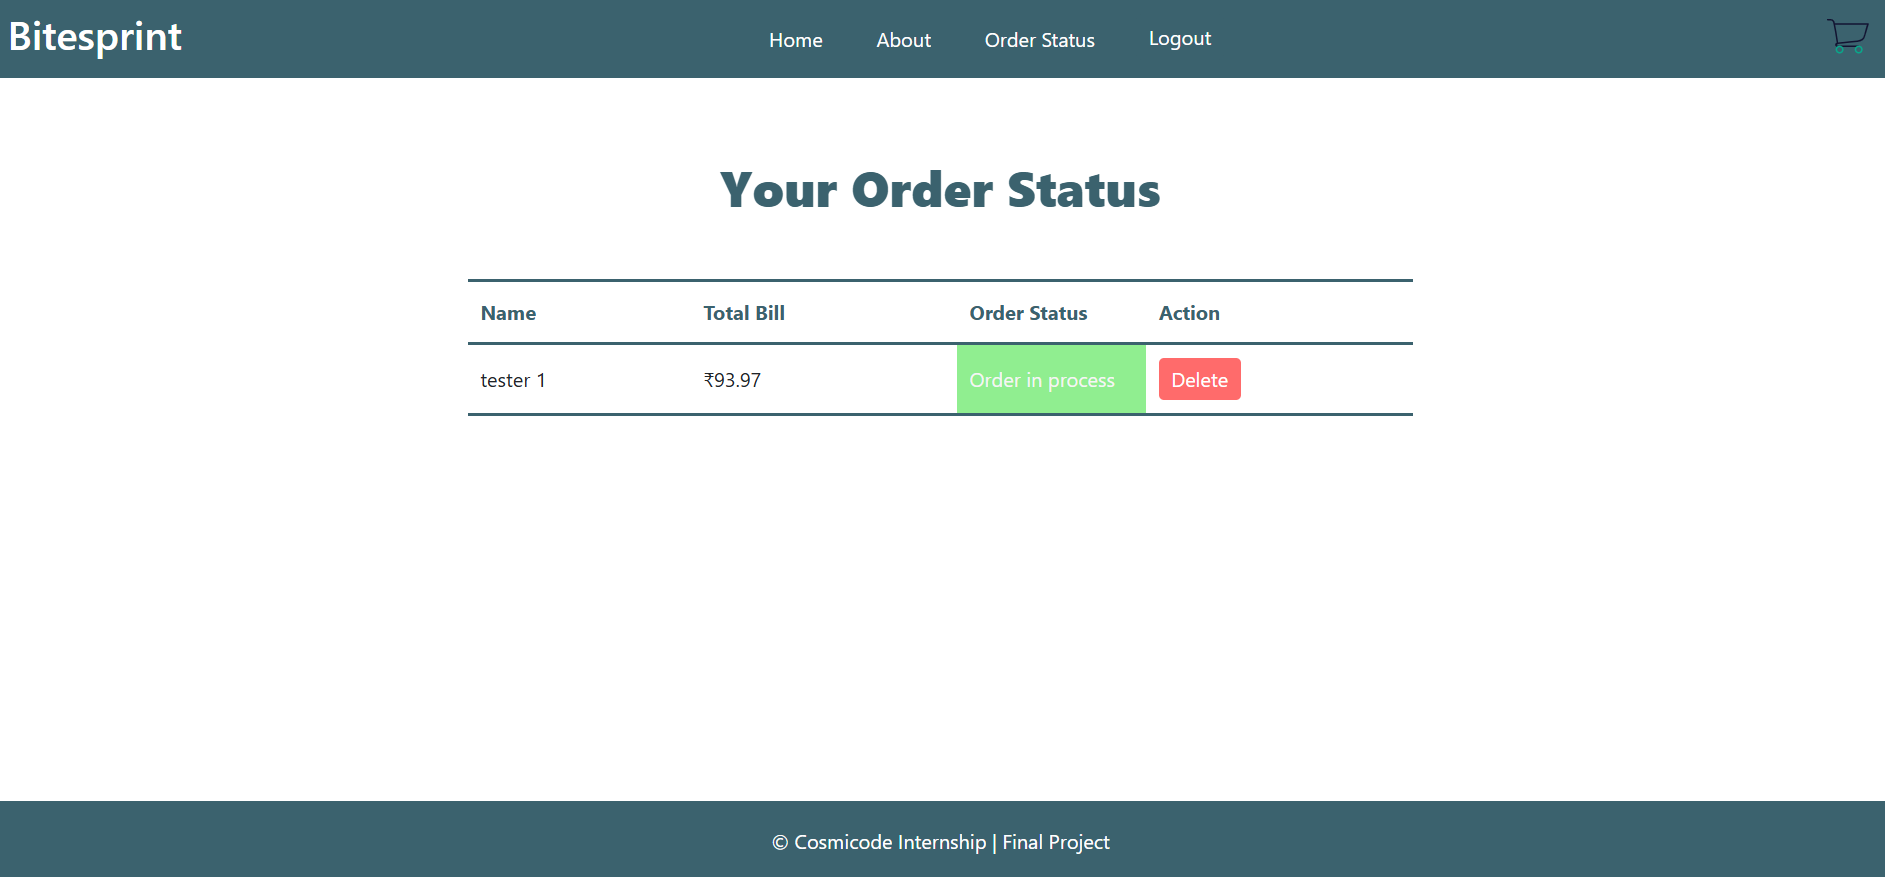 Bitesprint Home About Order Status Logout
Your Order Status
Name Total Bill Order Status Action
tester 1 ₹93.97 Order in process Delete
© Cosmicode Internship | Final Project